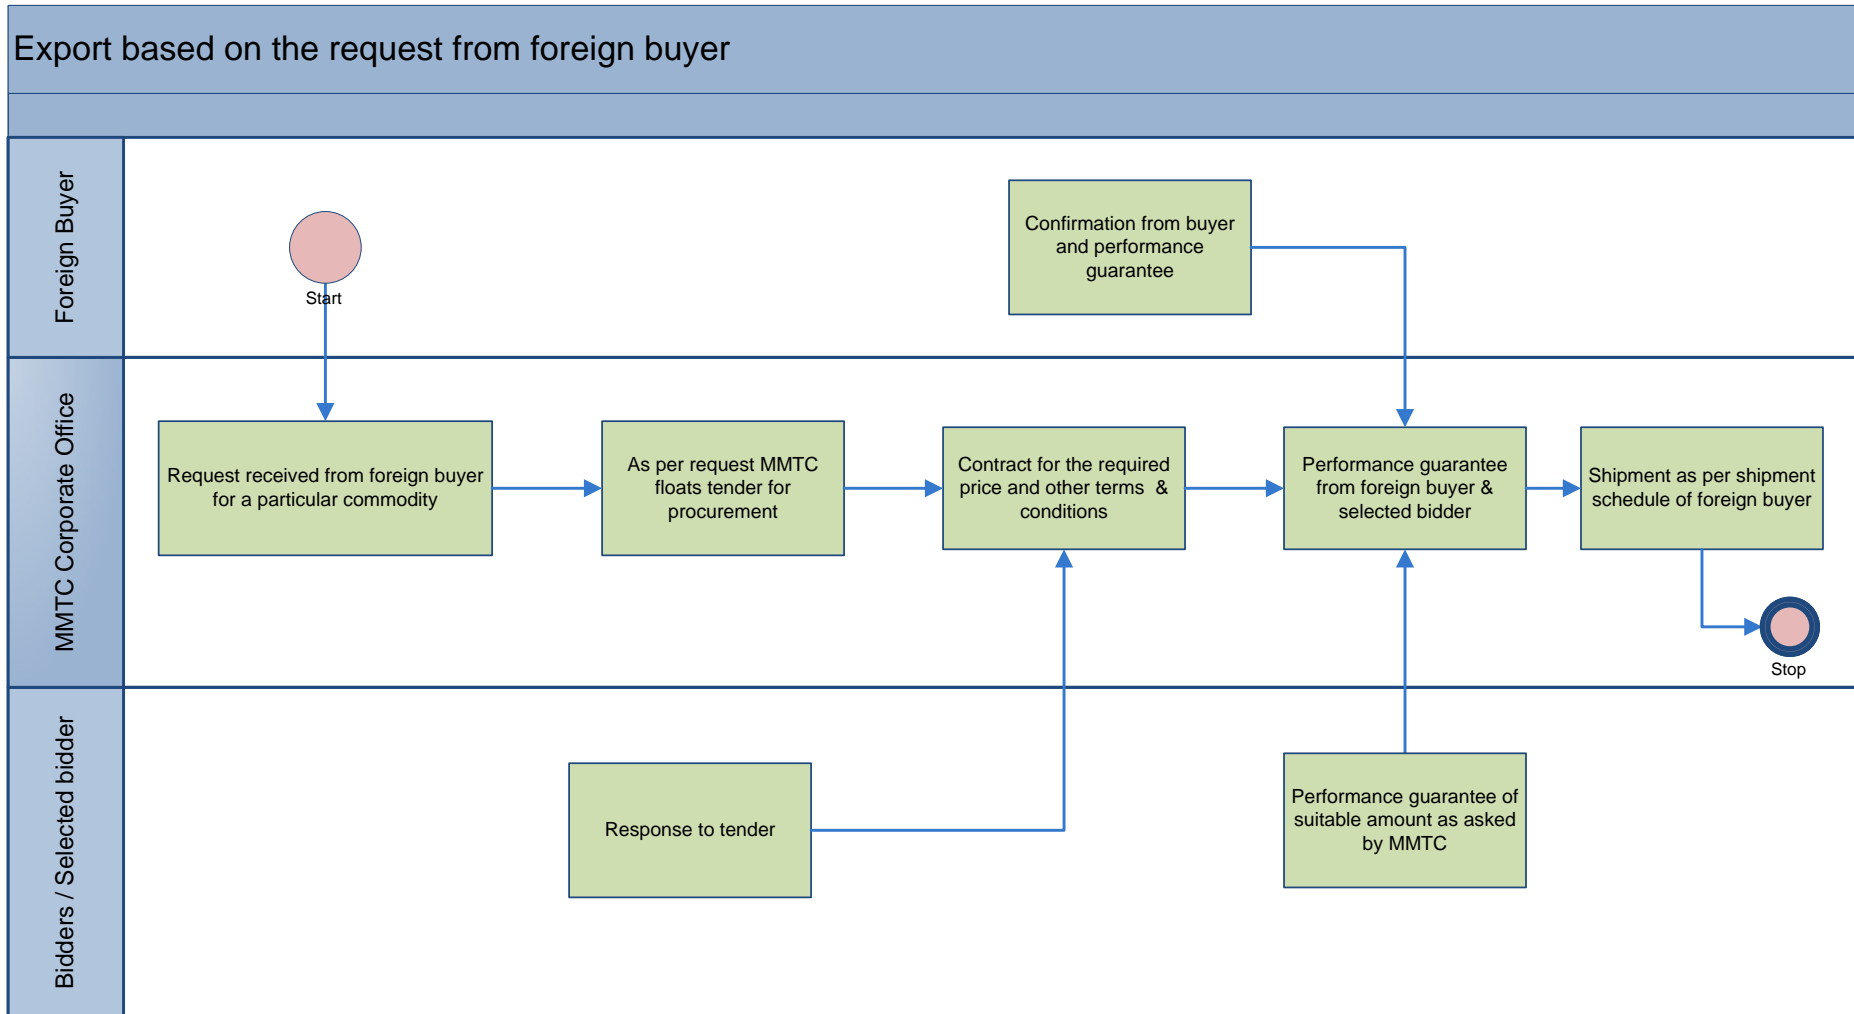 Export based on the request from foreign buyer
Foreign Buyer
Start
Confirmation from buyer
and performance
guarantee
MMTC Corporate Office
Request received from foreign buyer
for a particular commodity
As per request MMTC
floats tender for
procurement
Contract for the required
price and other terms  &
conditions
Performance guarantee
from foreign buyer &
selected bidder
Shipment as per shipment
schedule of foreign buyer
Stop
Bidders / Selected bidder
Response to tender
Performance guarantee of
suitable amount as asked
by MMTC